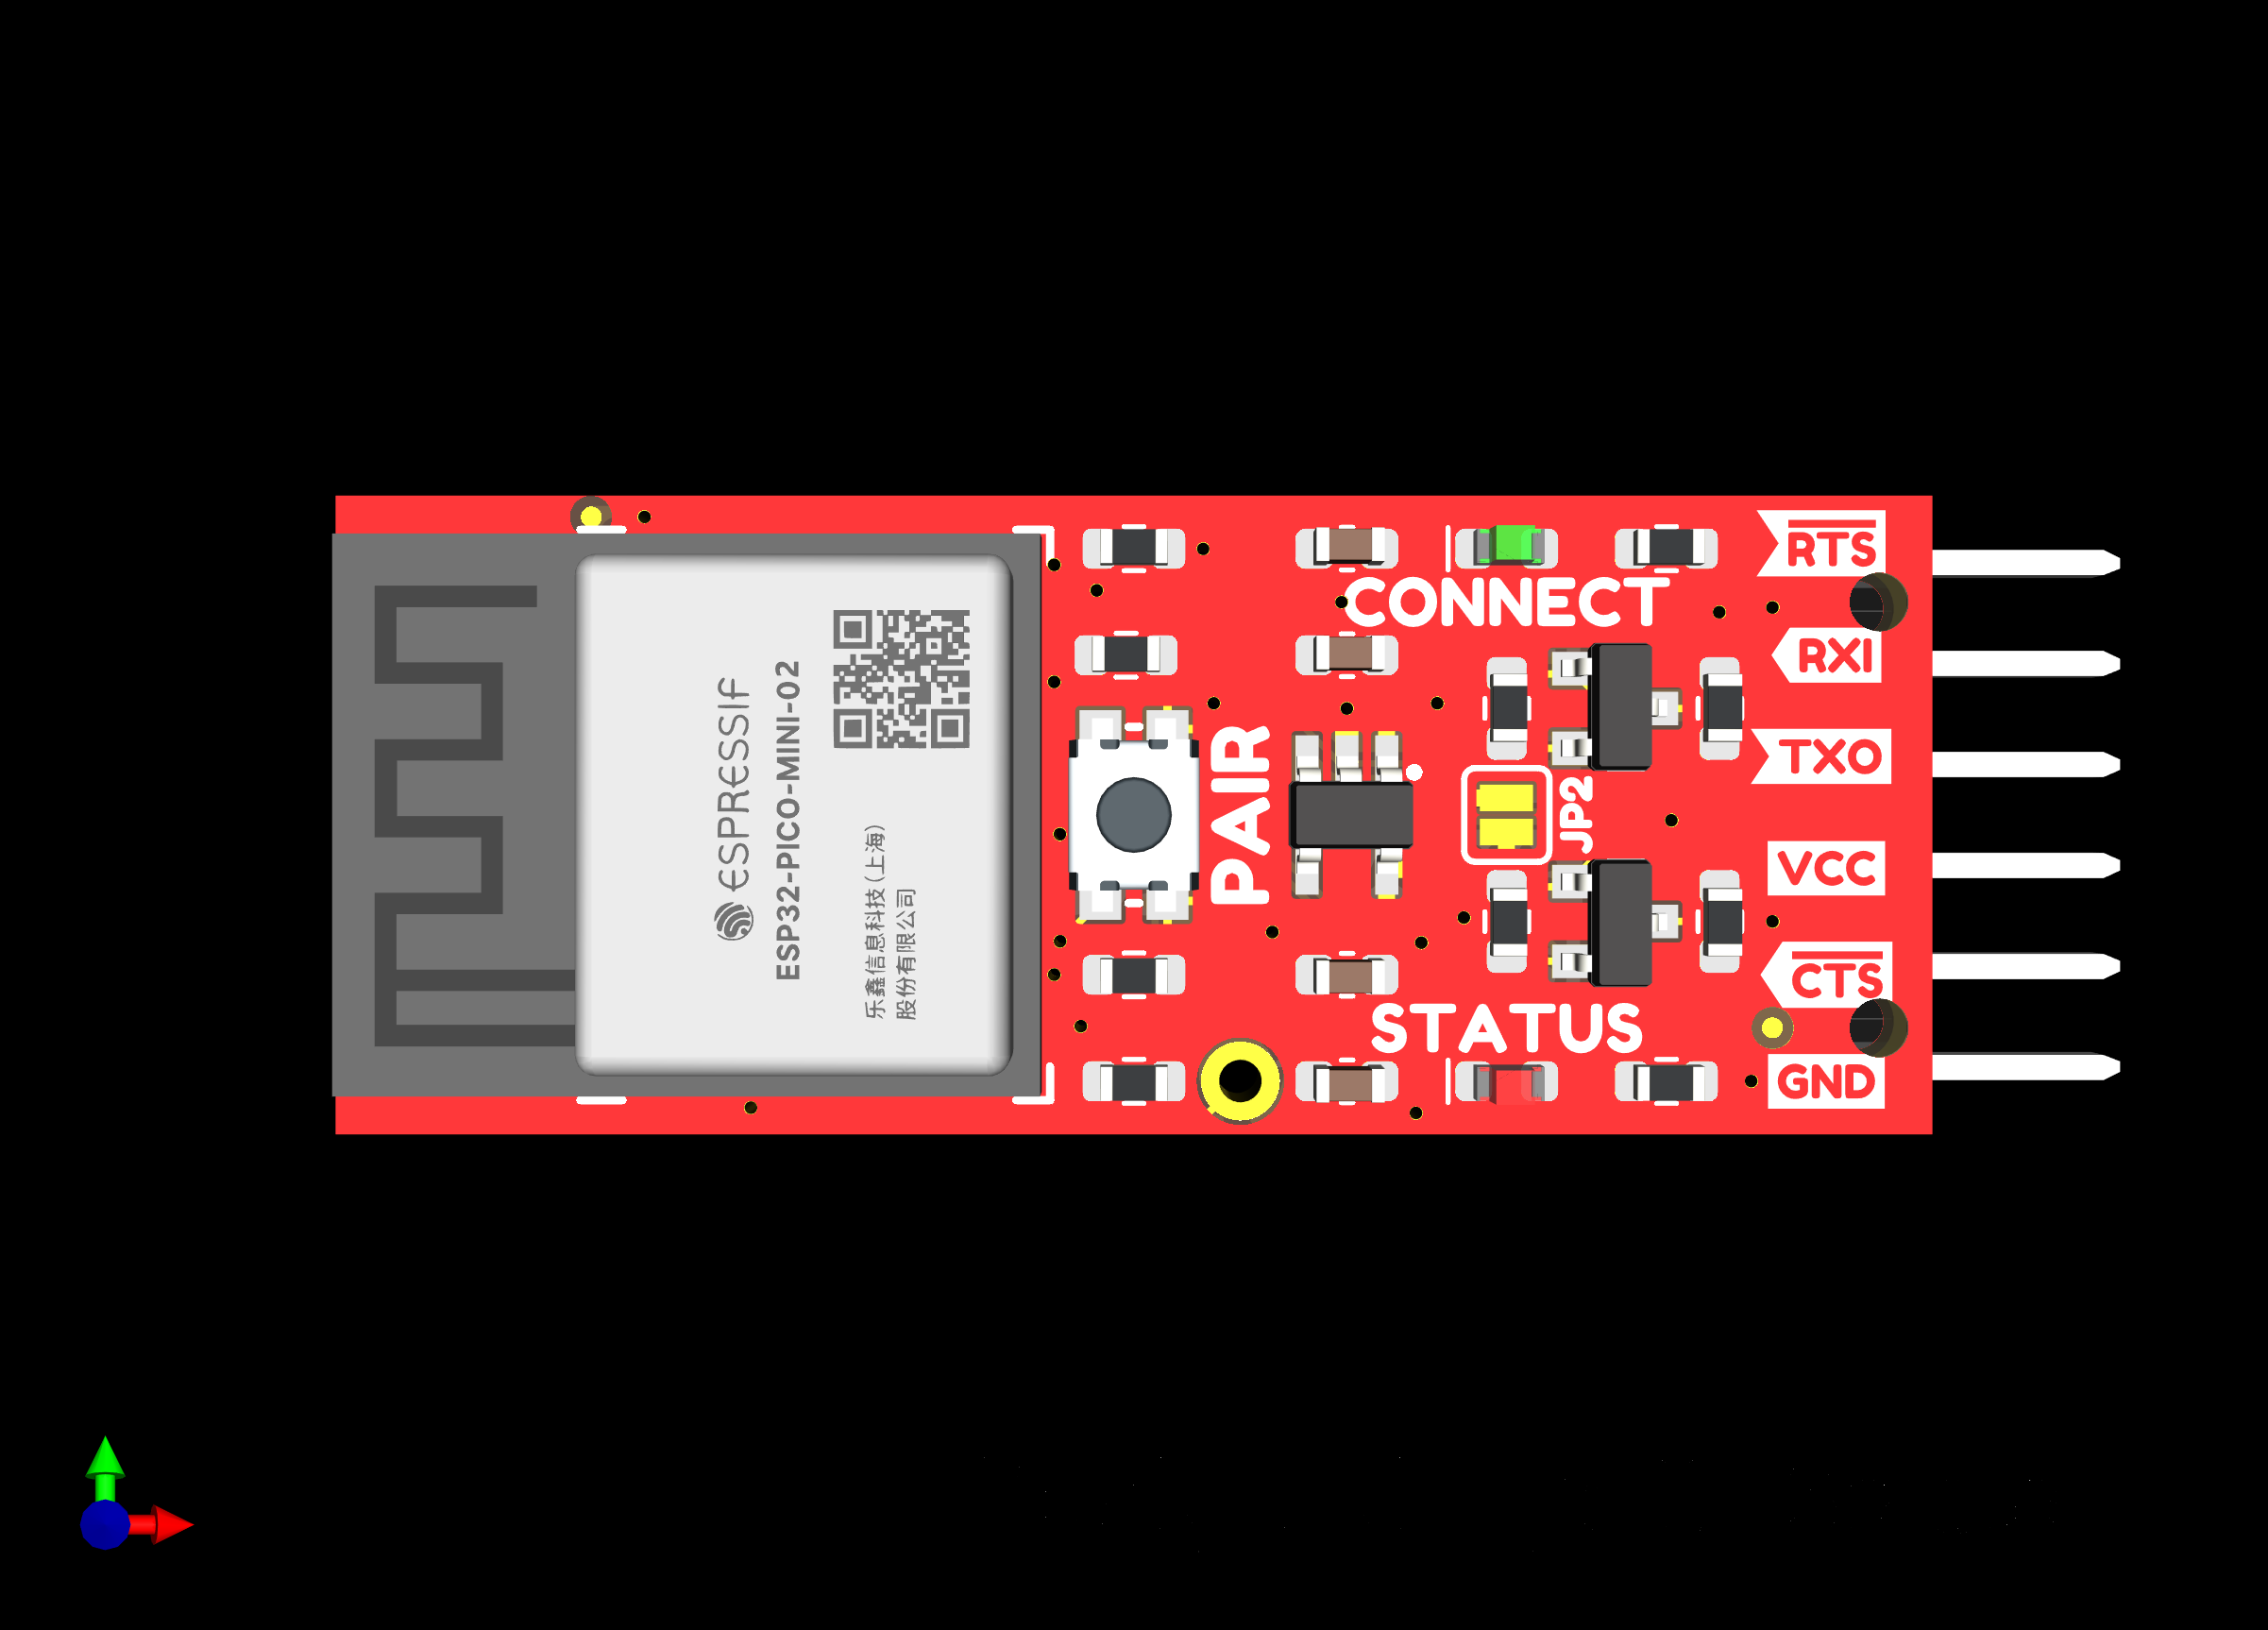 ESPRESSIF
ESP32-PICO-MINI-02
乐鑫信息科技(上海)
股份有限公司
PAIR
CONNECT
JP2
STATUS
RTS
RXI
TXO
VCC
CTS
GND